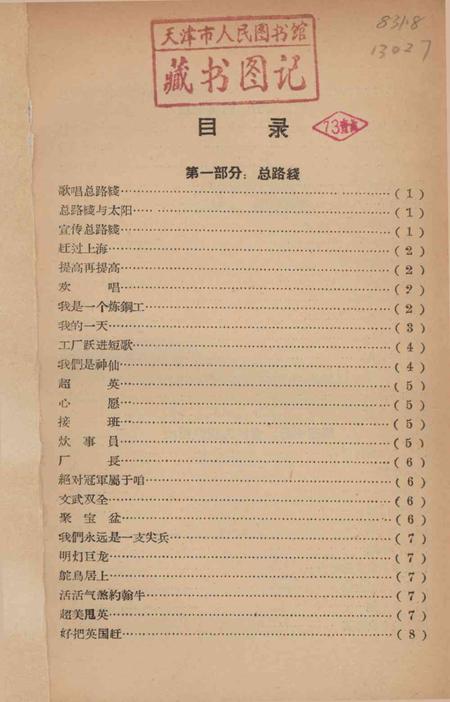 831.8
13027
天津市人民图书馆
藏书图记
目 录
第一部分：总路綫
歌唱总路綫……(1)
总路綫与太阳……(1)
宣传总路綫……(1)
赶过上海……(2)
提高再提高……(2)
欢 唱……(2)
我是一个炼鋼工……(2)
我的一天……(3)
工厂跃进短歌……(4)
我們是神仙……(4)
超 英……(5)
心 愿……(5)
接 班……(5)
炊 事 員……(5)
厂 長……(6)
絕对冠軍屬于咱……(6)
文武双全……(6)
聚 宝 盆……(6)
我們永远是一支尖兵……(7)
明灯巨龙……(7)
鴕鳥居上……(7)
活活气煞約翰牛……(7)
超美甩英……(7)
好把英国赶……(8)